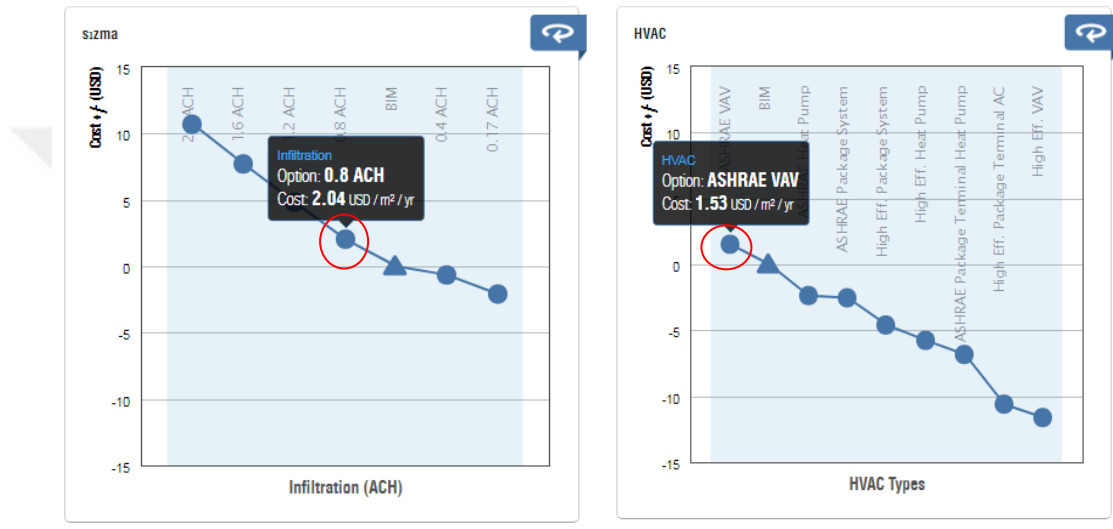 sızma
Cost • ƒ (USD)
15
10
5
0
-5
-10
-15
1.6 ACH
0.8 ACH
BIM
0.4 ACH
0.17 ACH
Infiltration
Option: 0.8 ACH
Cost: 2.04 USD / m² / yr
Infiltration (ACH)
HVAC
Cost • ƒ (USD)
15
10
5
0
-5
-10
-15
ASHRAE VAV
BIM
ASHRAE Heat Pump
ASHRAE Package System
High Eff. Package System
High Eff. Heat Pump
ASHRAE Package Terminal Heat Pump
High Eff. Package Terminal AC
High Eff. VAV
HVAC
Option: ASHRAE VAV
Cost: 1.53 USD / m² / yr
HVAC Types